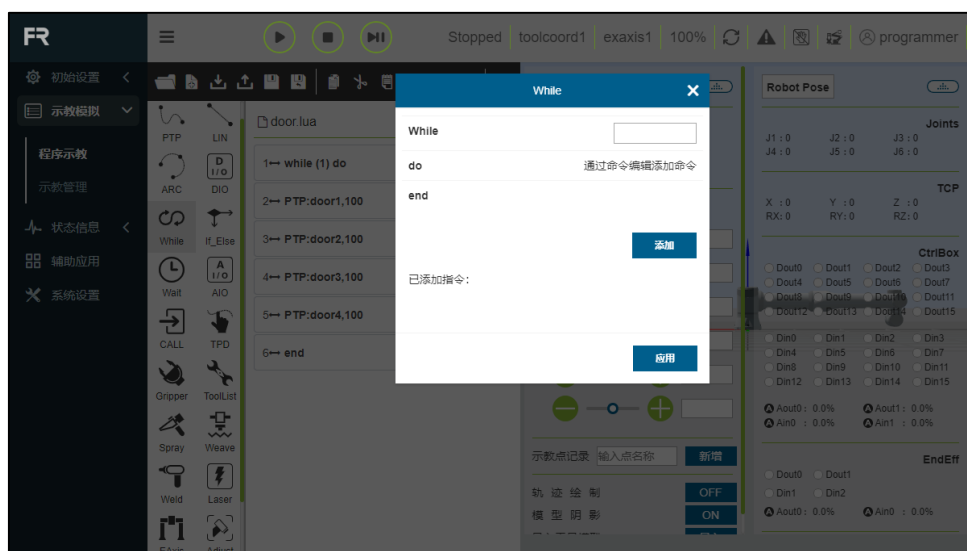 FR
Stopped toolcoord1 exaxis1 100% programmer
初始设置
示教模拟
程序示教
示教管理
状态信息
辅助应用
系统设置
PTP LIN
ARC DIO
While If_Else
Wait AIO
CALL TPD
Gripper ToolList
Spray Weave
Weld Laser
EAxis Adjust
door.lua
1 while (1) do
2 PTP:door1,100
3 PTP:door2,100
4 PTP:door3,100
5 PTP:door4,100
6 end
While
While
do 通过命令编辑添加命令
end
添加
已添加指令：
应用
示教点记录 输入点名称 新增
轨迹绘制 OFF
模型阴影 ON
Robot Pose
Joints
J1 : 0 J2 : 0 J3 : 0
J4 : 0 J5 : 0 J6 : 0
TCP
X : 0 Y : 0 Z : 0
RX: 0 RY: 0 RZ: 0
CtrlBox
Dout0 Dout1 Dout2 Dout3
Dout4 Dout5 Dout6 Dout7
Dout8 Dout9 Dout10 Dout11
Dout12 Dout13 Dout14 Dout15
Din0 Din1 Din2 Din3
Din4 Din5 Din6 Din7
Din8 Din9 Din10 Din11
Din12 Din13 Din14 Din15
Aout0 : 0.0% Aout1 : 0.0%
Ain0 : 0.0% Ain1 : 0.0%
EndEff
Dout0 Dout1
Din1 Din2
Aout0 : 0.0% Ain0 : 0.0%